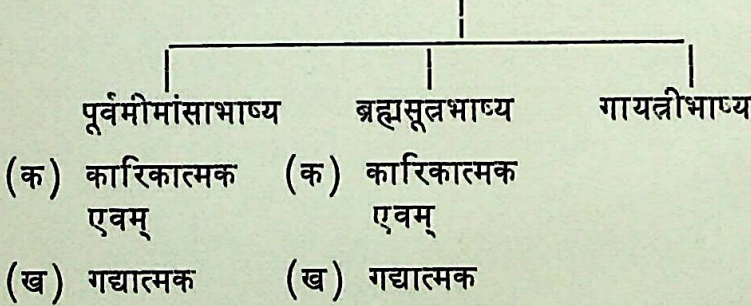 पूर्वमीमांसाभाष्य ब्रह्मसूत्रभाष्य गायत्रीभाष्य
(क) कारिकात्मक (क) कारिकात्मक
एवम् एवम्
(ख) गद्यात्मक (ख) गद्यात्मक